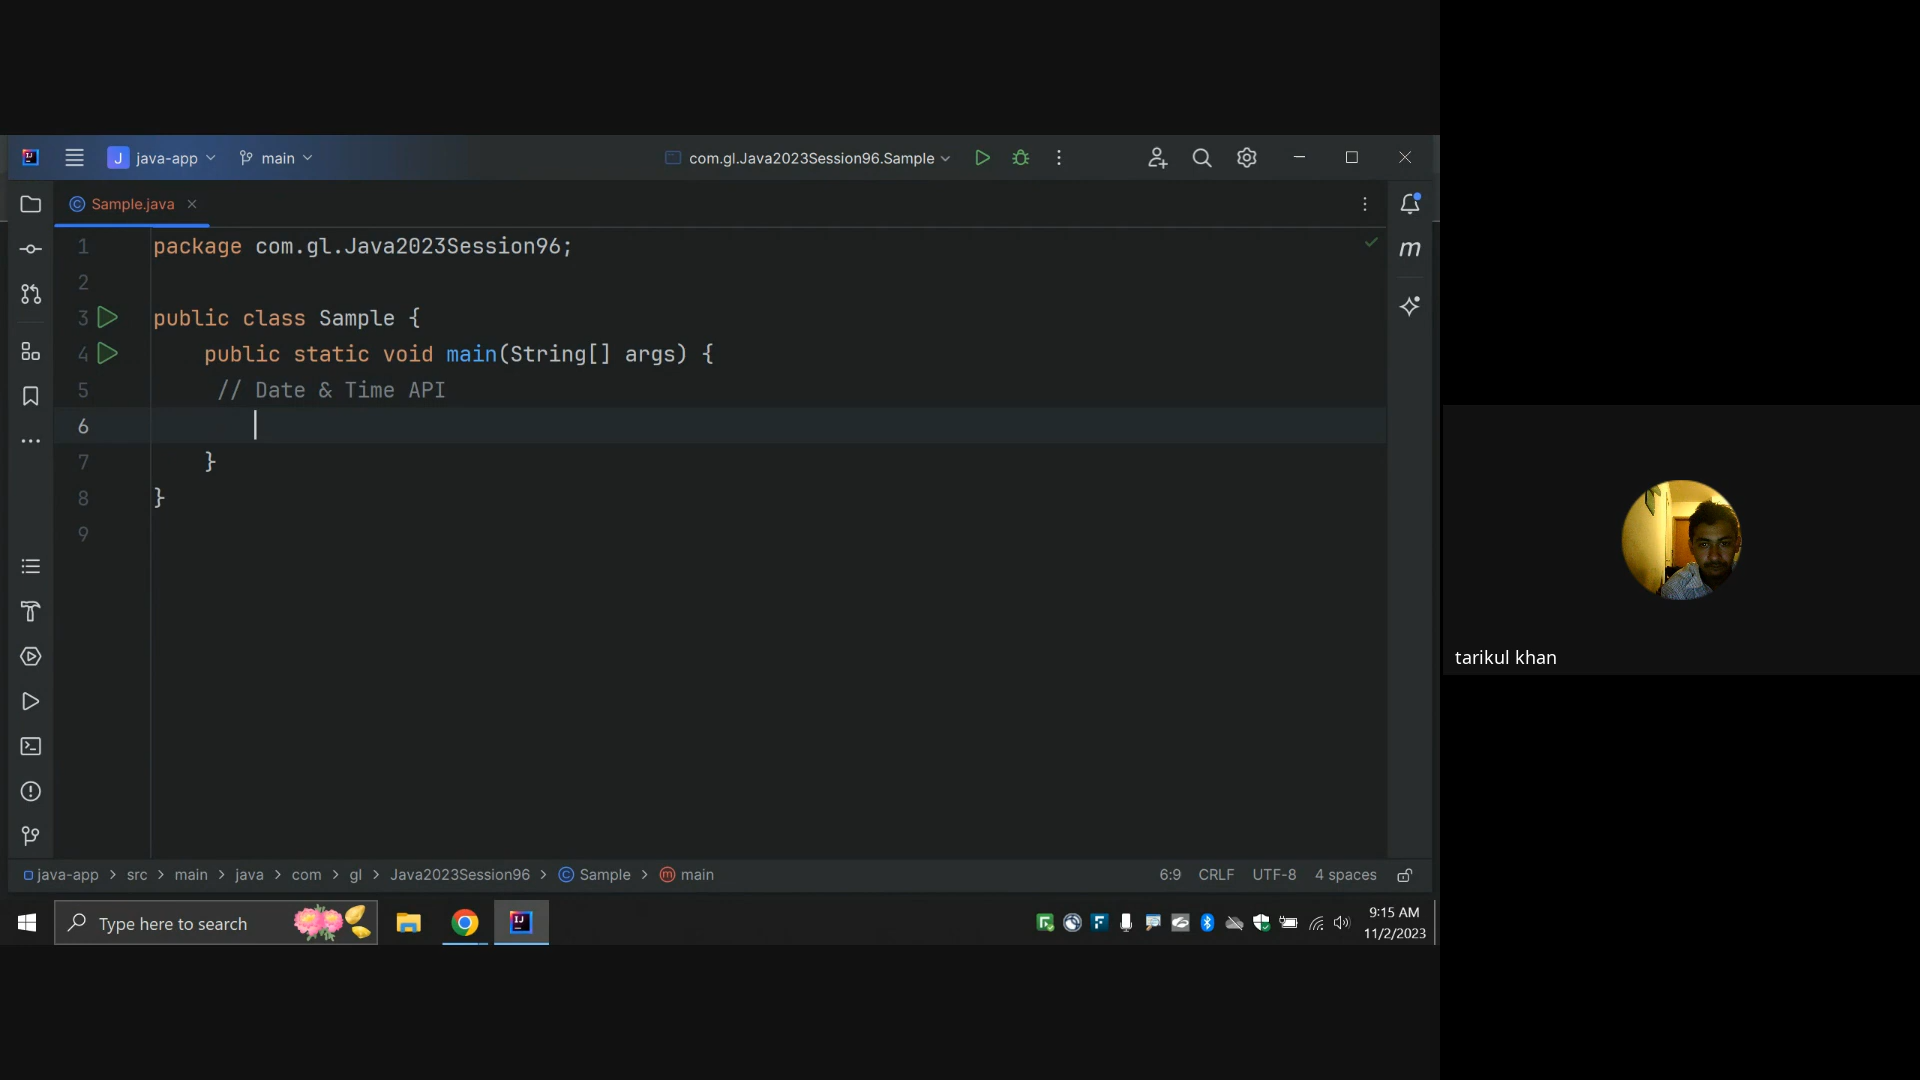 J java-app main com.gl.Java2023Session96.Sample
Sample.java
1 package com.gl.Java2023Session96;
2
3 public class Sample {
4 public static void main(String[] args) {
5 // Date & Time API
6
7 }
8 }
9
m
tarikul khan
java-app > src > main > java > com > gl > Java2023Session96 > Sample > main 6:9 CRLF UTF-8 4 spaces
Type here to search
9:15 AM
11/2/2023